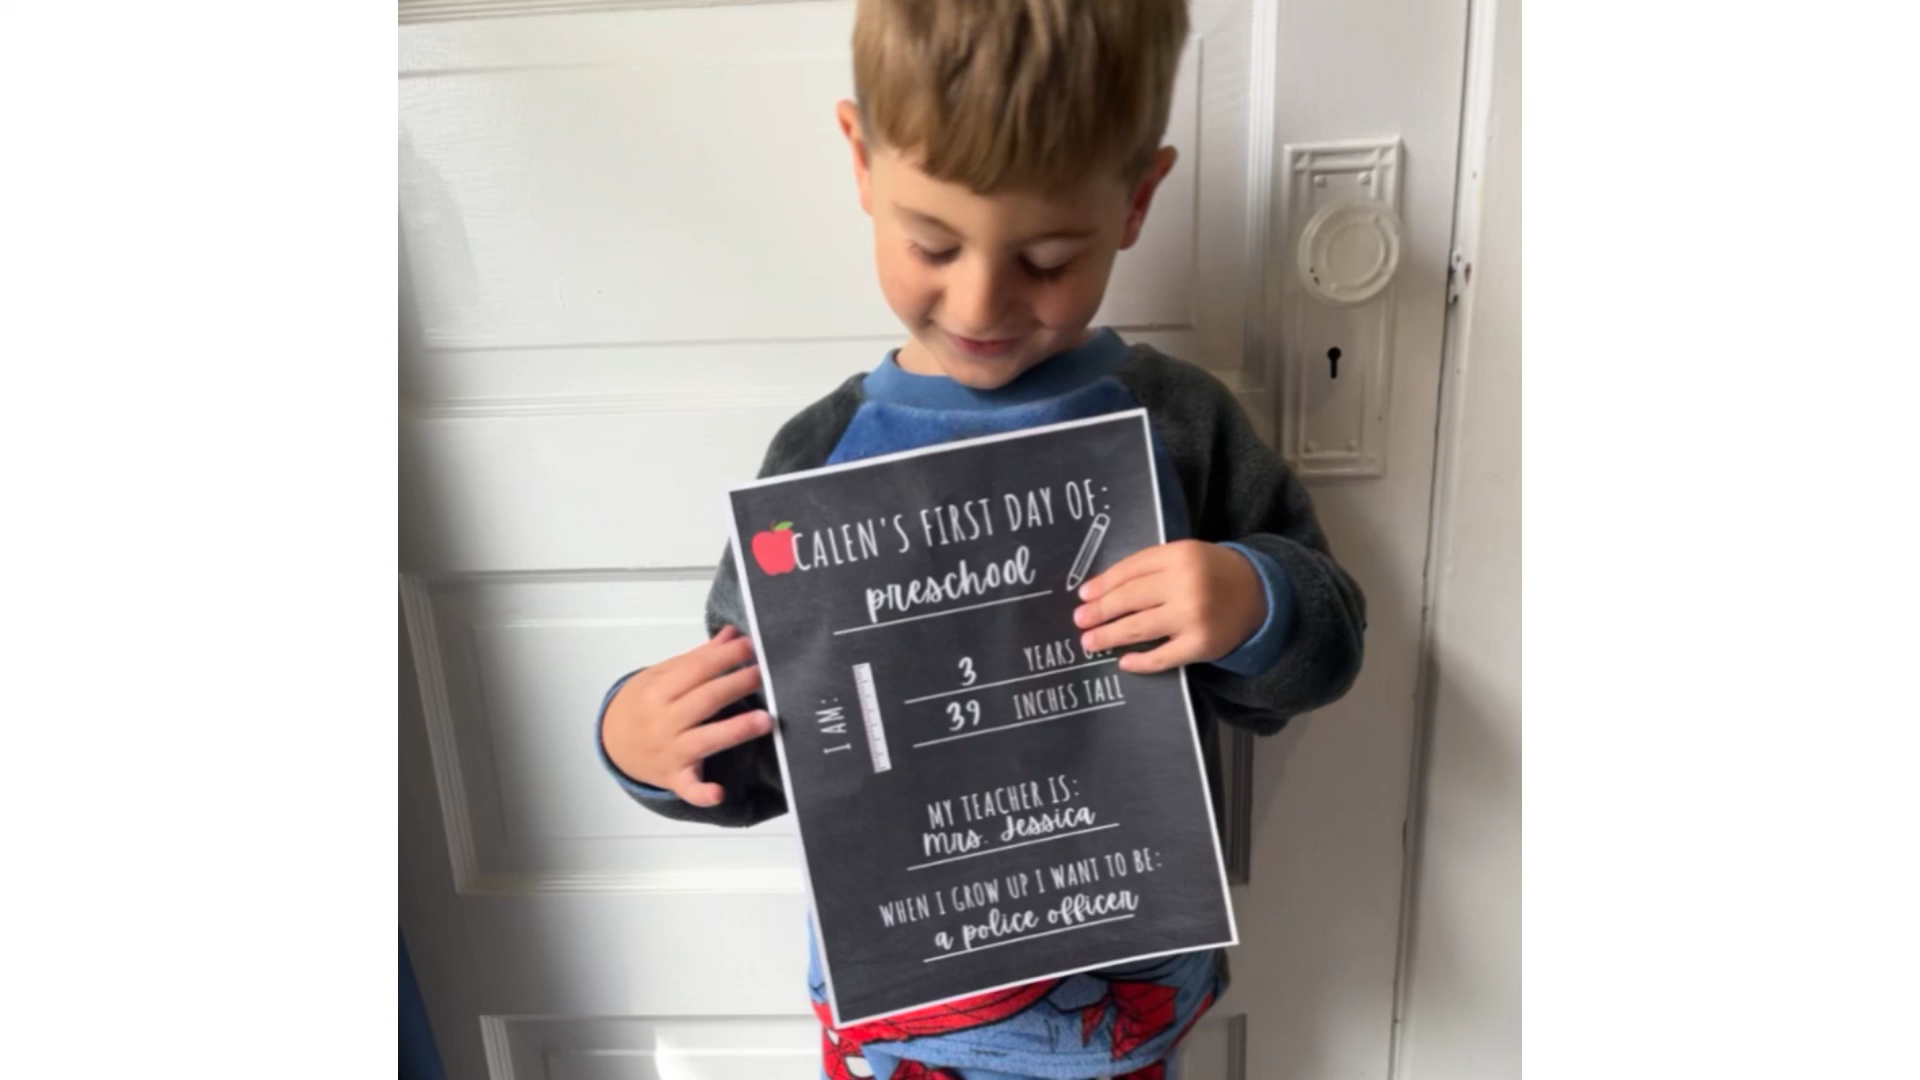 CALEN'S FIRST DAY OF:
preschool
I AM:
3 YEARS
39 INCHES TALL
MY TEACHER IS:
Mrs. Jessica
WHEN I GROW UP I WANT TO BE:
a police officer